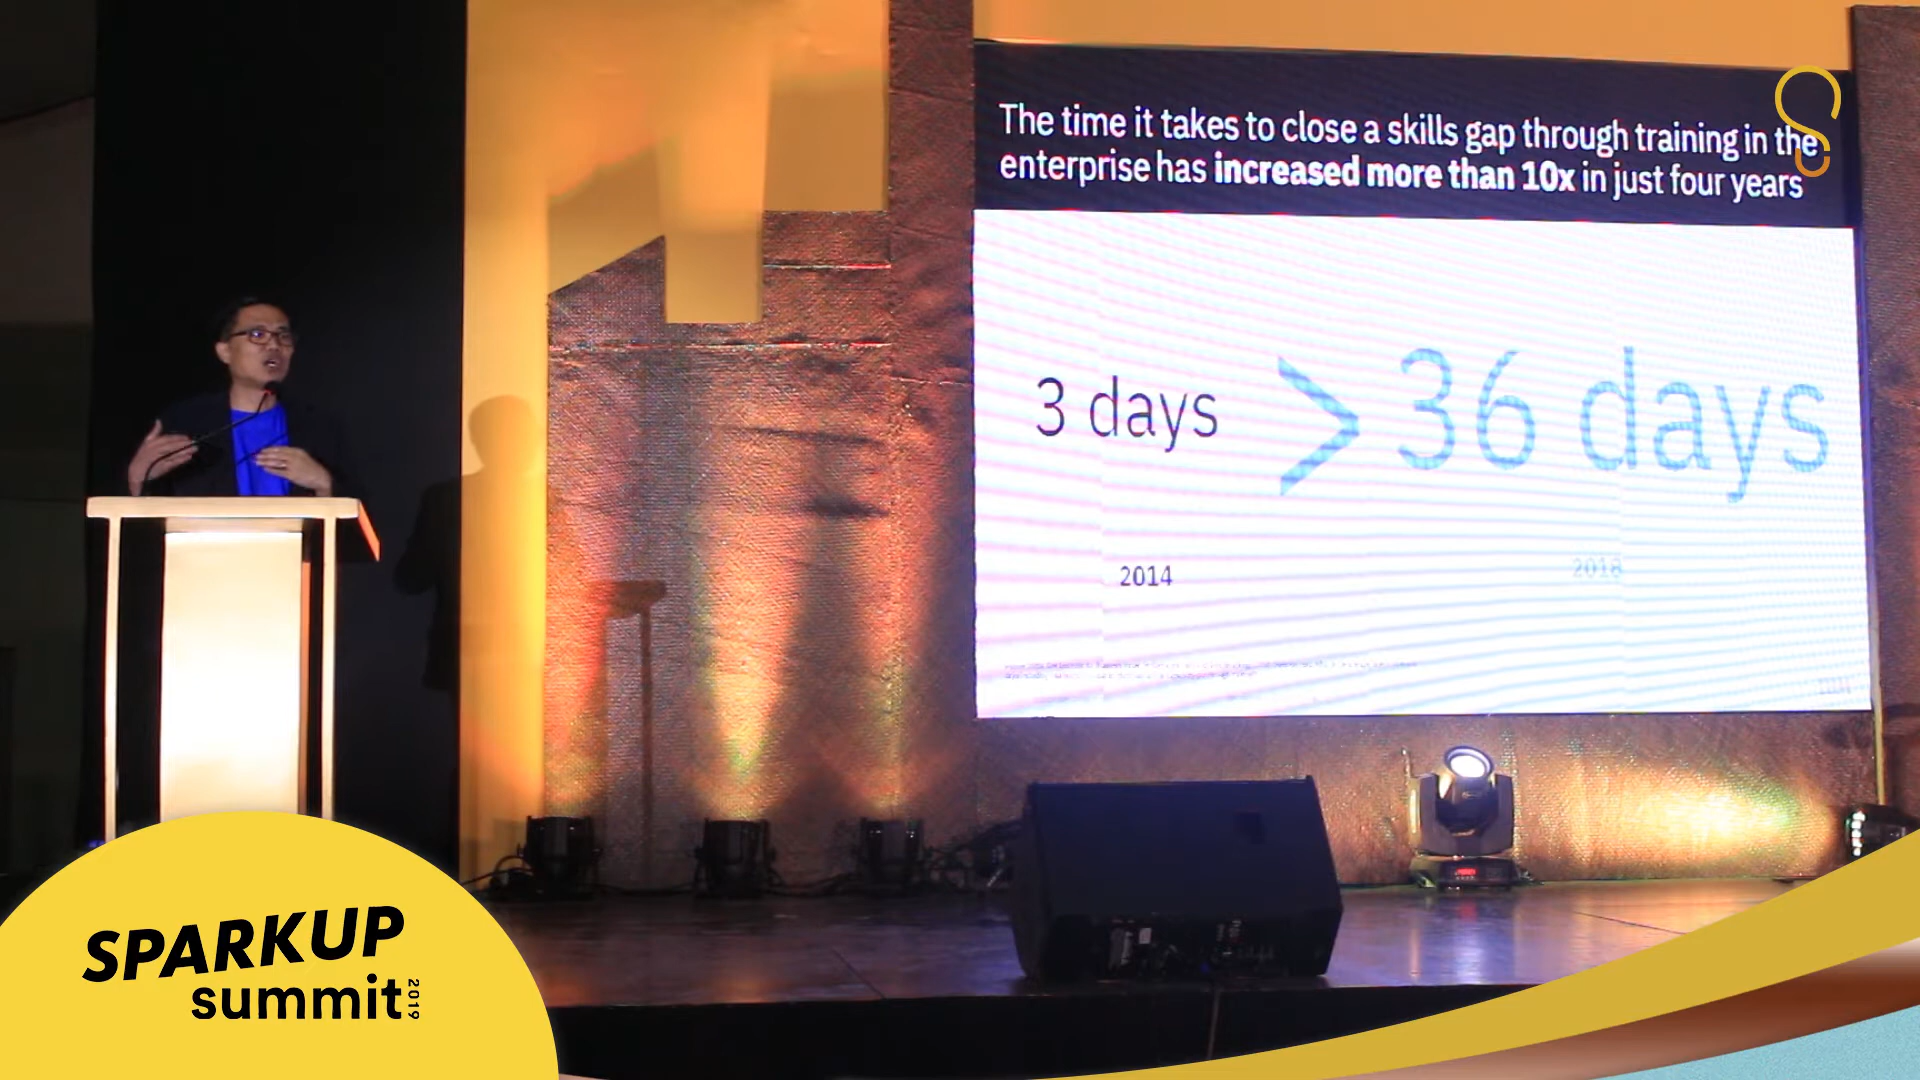 The time it takes to close a skills gap through training in the
enterprise has increased more than 10x in just four years
3 days > 36 days
2014 2018
SPARKUP
summit 2019